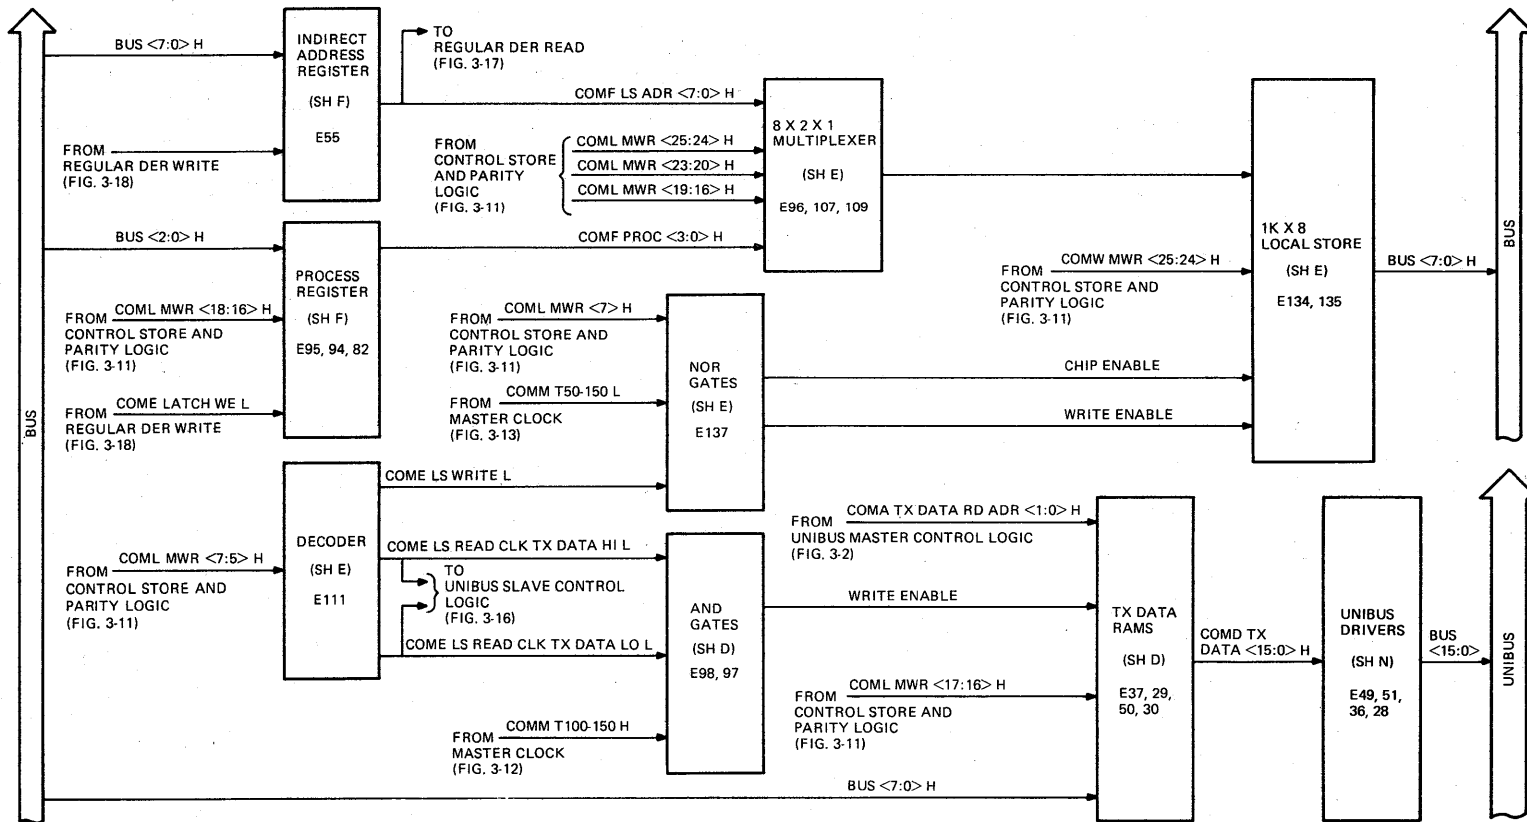 BUS <7:0> H
INDIRECT
ADDRESS
REGISTER
(SH F)
E55
TO
REGULAR DER READ
(FIG. 3-17)
FROM
REGULAR DER WRITE
(FIG. 3-18)
COMF LS ADR <7:0> H
FROM
CONTROL STORE
AND PARITY
LOGIC
(FIG. 3-11)
COML MWR <25:24> H
COML MWR <23:20> H
COML MWR <19:16> H
8 X 2 X 1
MULTIPLEXER
(SH E)
E96, 107, 109
BUS <2:0> H
PROCESS
REGISTER
(SH F)
E95, 94, 82
COMF PROC <3:0> H
COML MWR <18:16> H
FROM
CONTROL STORE AND
PARITY LOGIC
(FIG. 3-11)
COME LATCH WE L
FROM
REGULAR DER WRITE
(FIG. 3-18)
COML MWR <7> H
FROM
CONTROL STORE AND
PARITY LOGIC
(FIG. 3-11)
COMM T50-150 L
FROM
MASTER CLOCK
(FIG. 3-13)
NOR
GATES
(SH E)
E137
COMW MWR <25:24> H
FROM
CONTROL STORE AND
PARITY LOGIC
(FIG. 3-11)
CHIP ENABLE
WRITE ENABLE
1K X 8
LOCAL STORE
(SH E)
E134, 135
BUS <7:0> H
BUS
BUS
COML MWR <7:5> H
FROM
CONTROL STORE AND
PARITY LOGIC
(FIG. 3-11)
DECODER
(SH E)
E111
COME LS WRITE L
COME LS READ CLK TX DATA HI L
TO
UNIBUS SLAVE CONTROL
LOGIC
(FIG. 3-16)
COME LS READ CLK TX DATA LO L
COMM T100-150 H
FROM
MASTER CLOCK
(FIG. 3-12)
AND
GATES
(SH D)
E98, 97
COMA TX DATA RD ADR <1:0> H
FROM
UNIBUS MASTER CONTROL LOGIC
(FIG. 3-2)
WRITE ENABLE
COML MWR <17:16> H
FROM
CONTROL STORE AND
PARITY LOGIC
(FIG. 3-11)
BUS <7:0> H
TX DATA
RAMS
(SH D)
E37, 29,
50, 30
COMD TX
DATA <15:0> H
UNIBUS
DRIVERS
(SH N)
E49, 51,
36, 28
BUS
<15:0>
UNIBUS